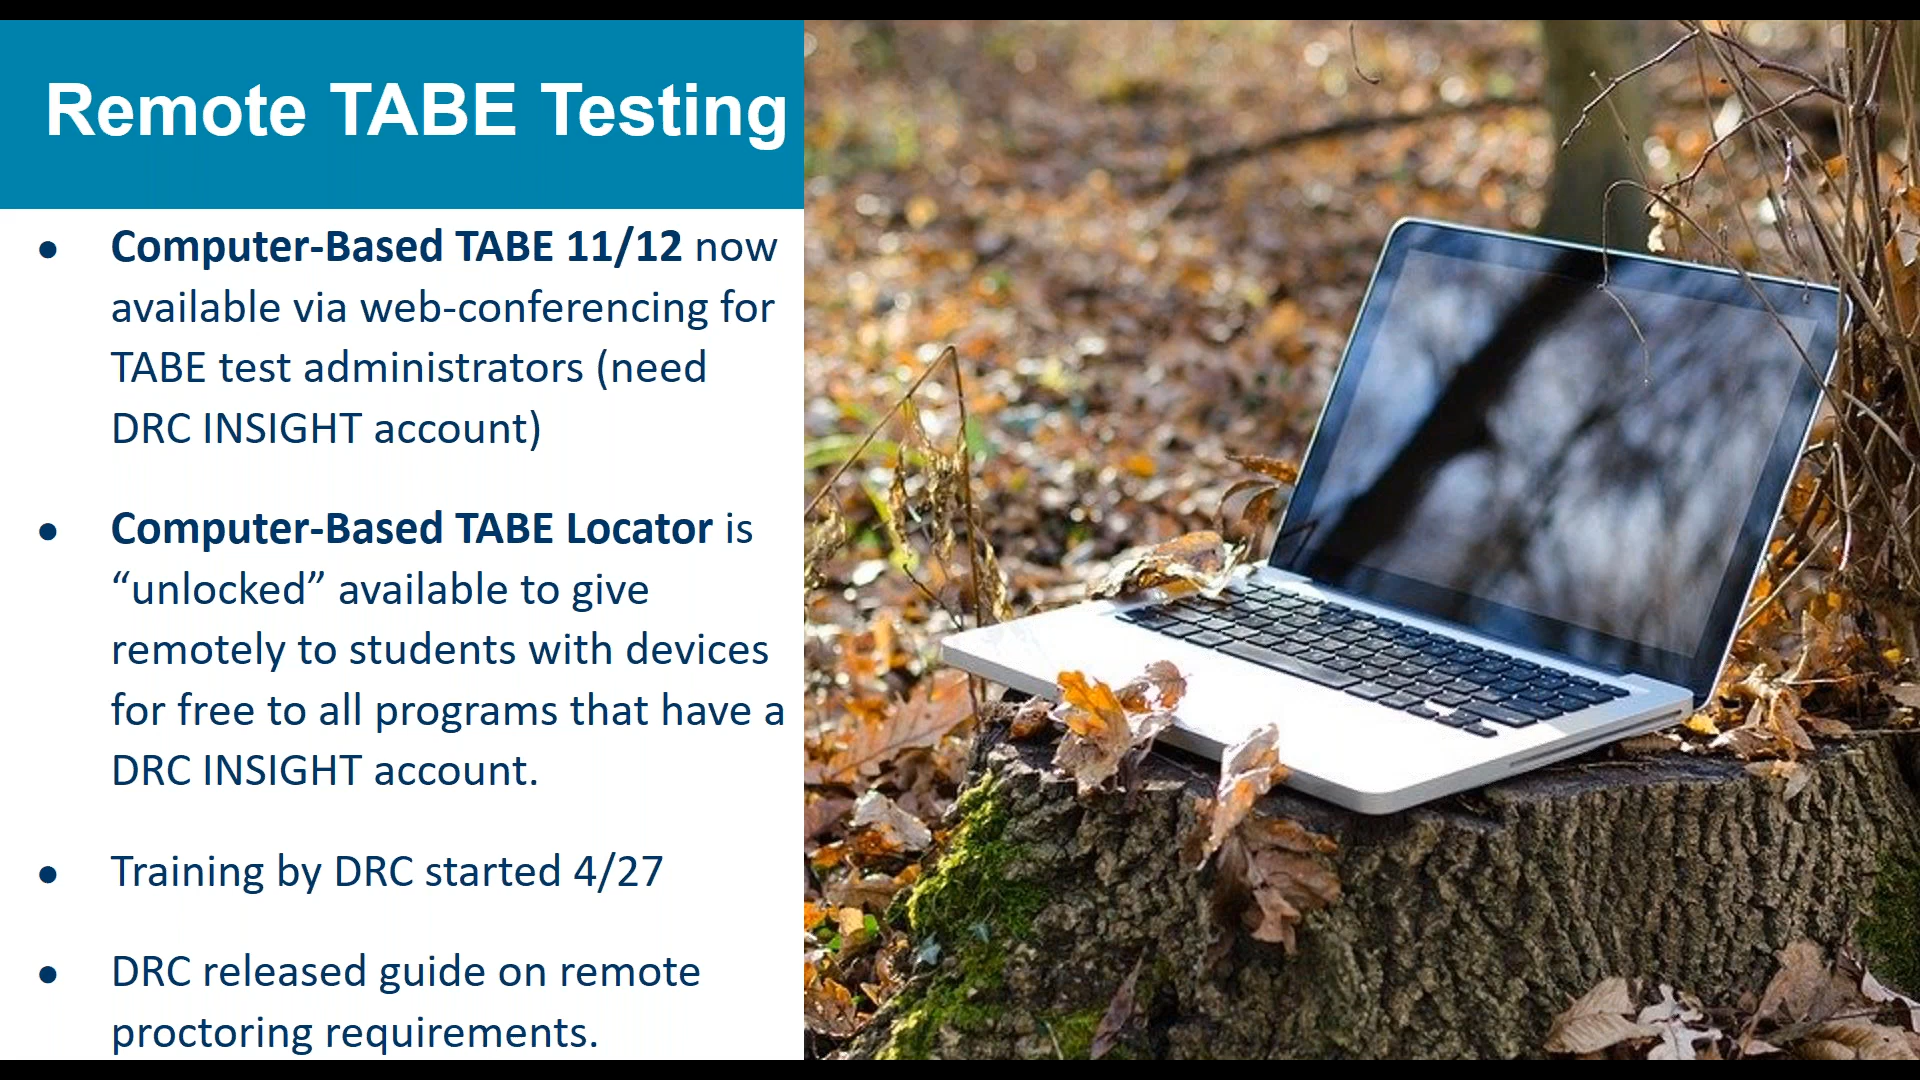 Remote TABE Testing
● Computer-Based TABE 11/12 now
available via web-conferencing for
TABE test administrators (need
DRC INSIGHT account)
● Computer-Based TABE Locator is
“unlocked” available to give
remotely to students with devices
for free to all programs that have a
DRC INSIGHT account.
● Training by DRC started 4/27
● DRC released guide on remote
proctoring requirements.